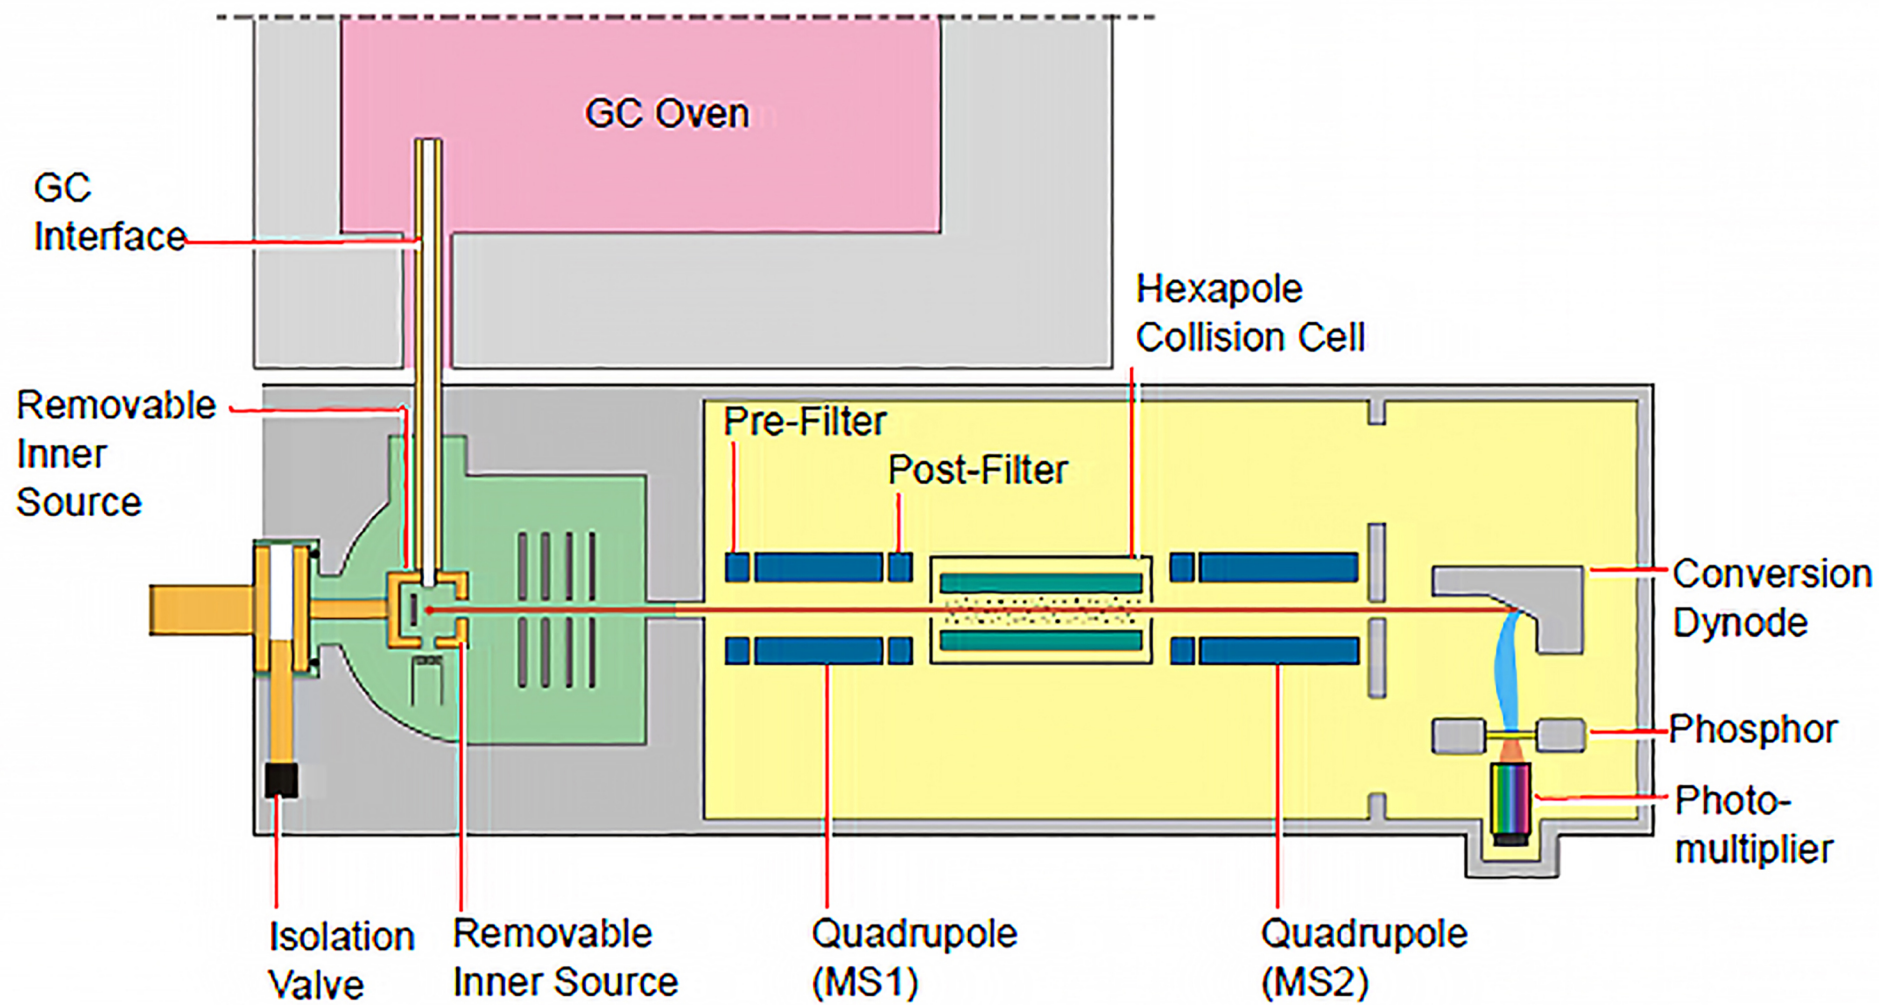 GC Oven
GC
Interface
Hexapole
Collision Cell
Removable
Inner
Source
Pre-Filter
Post-Filter
Conversion
Dynode
Phosphor
Photo-
multiplier
Isolation
Valve
Removable
Inner Source
Quadrupole
(MS1)
Quadrupole
(MS2)